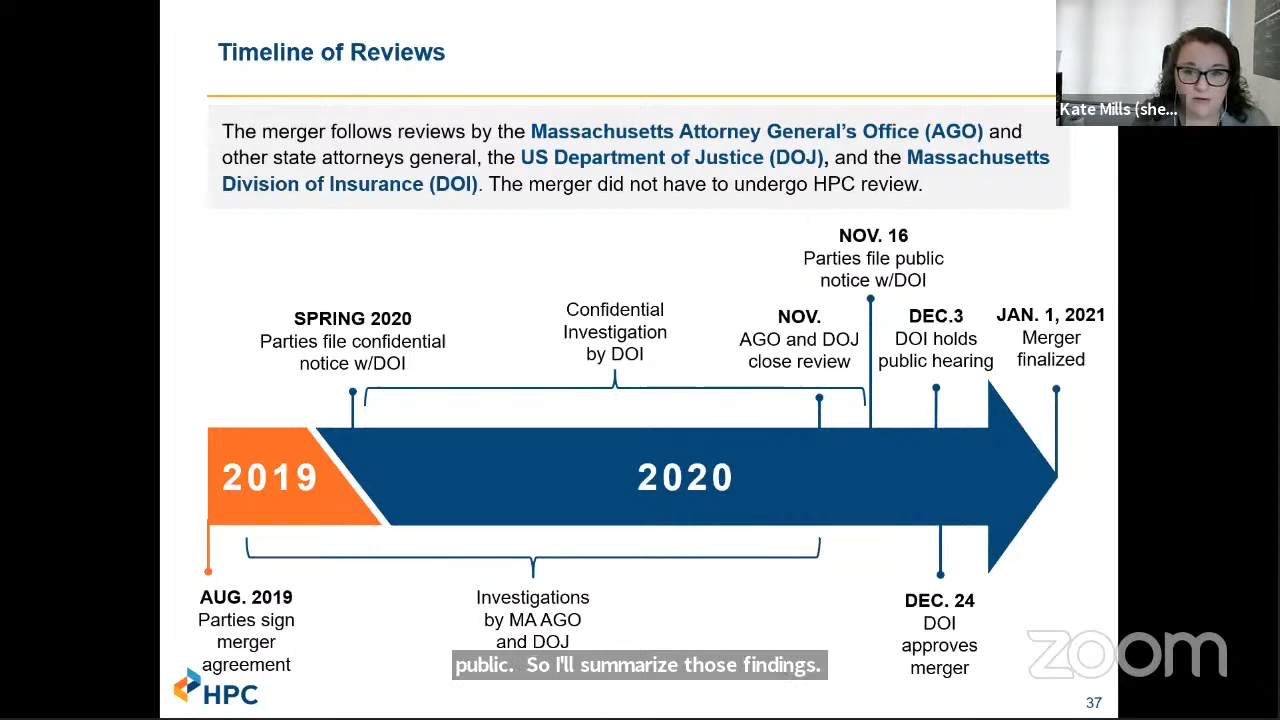 Timeline of Reviews
Kate Mills (she...
The merger follows reviews by the Massachusetts Attorney General's Office (AGO) and
other state attorneys general, the US Department of Justice (DOJ), and the Massachusetts
Division of Insurance (DOI). The merger did not have to undergo HPC review.
NOV. 16
Parties file public
notice w/DOI
SPRING 2020
Parties file confidential
notice w/DOI
Confidential
Investigation
by DOI
NOV.
AGO and DOJ
close review
DEC.3
DOI holds
public hearing
JAN. 1, 2021
Merger
finalized
2019
2020
AUG. 2019
Parties sign
merger
agreement
Investigations
by MA AGO
and DOJ
DEC. 24
DOI
approves
merger
public.  So I'll summarize those findings.
zoom
HPC
37